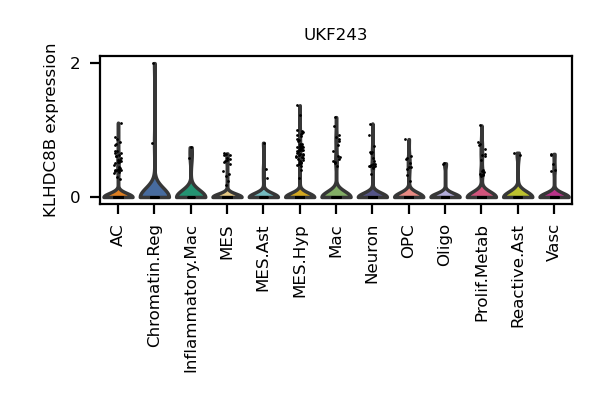 UKF243
KLHDC8B expression
2
0
AC
Chromatin.Reg
Inflammatory.Mac
MES
MES.Ast
MES.Hyp
Mac
Neuron
OPC
Oligo
Prolif.Metab
Reactive.Ast
Vasc